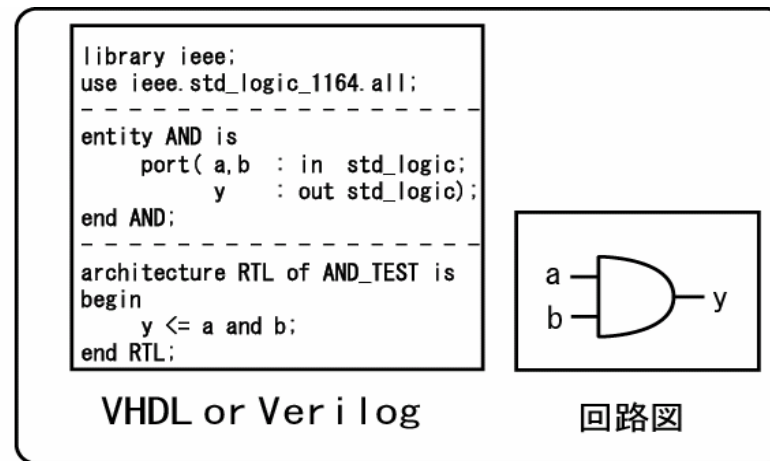 library ieee;
use ieee.std_logic_1164.all;
- - - - - - - - - - - - - - - - - - -
entity AND is
port( a,b : in std_logic;
y : out std_logic);
end AND;
- - - - - - - - - - - - - - - - - - -
architecture RTL of AND_TEST is
begin
y <= a and b;
end RTL;
VHDL or Verilog
a
b
y
回路図